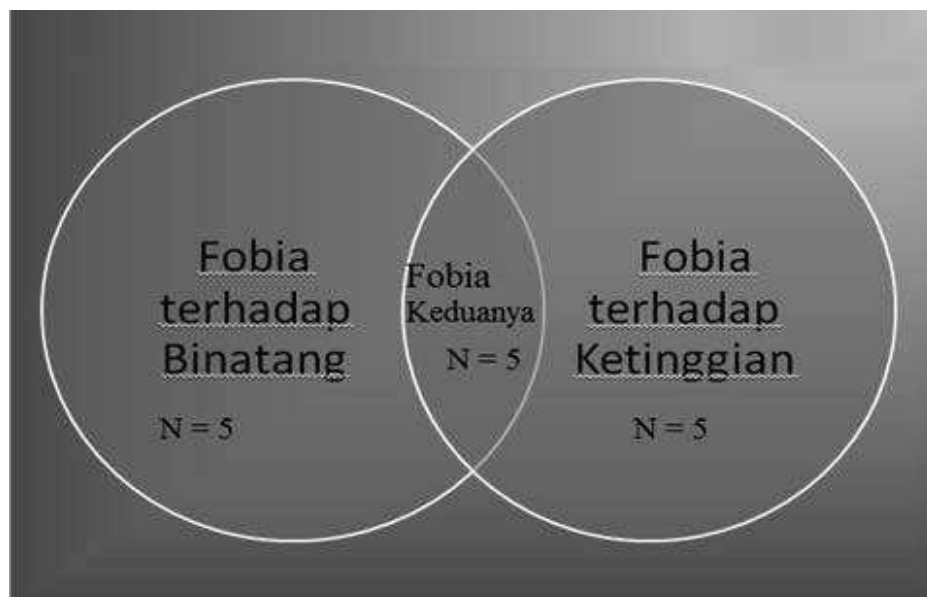 Fobia
terhadap
Binatang
N = 5
Fobia
Keduanya
N = 5
Fobia
terhadap
Ketinggian
N = 5